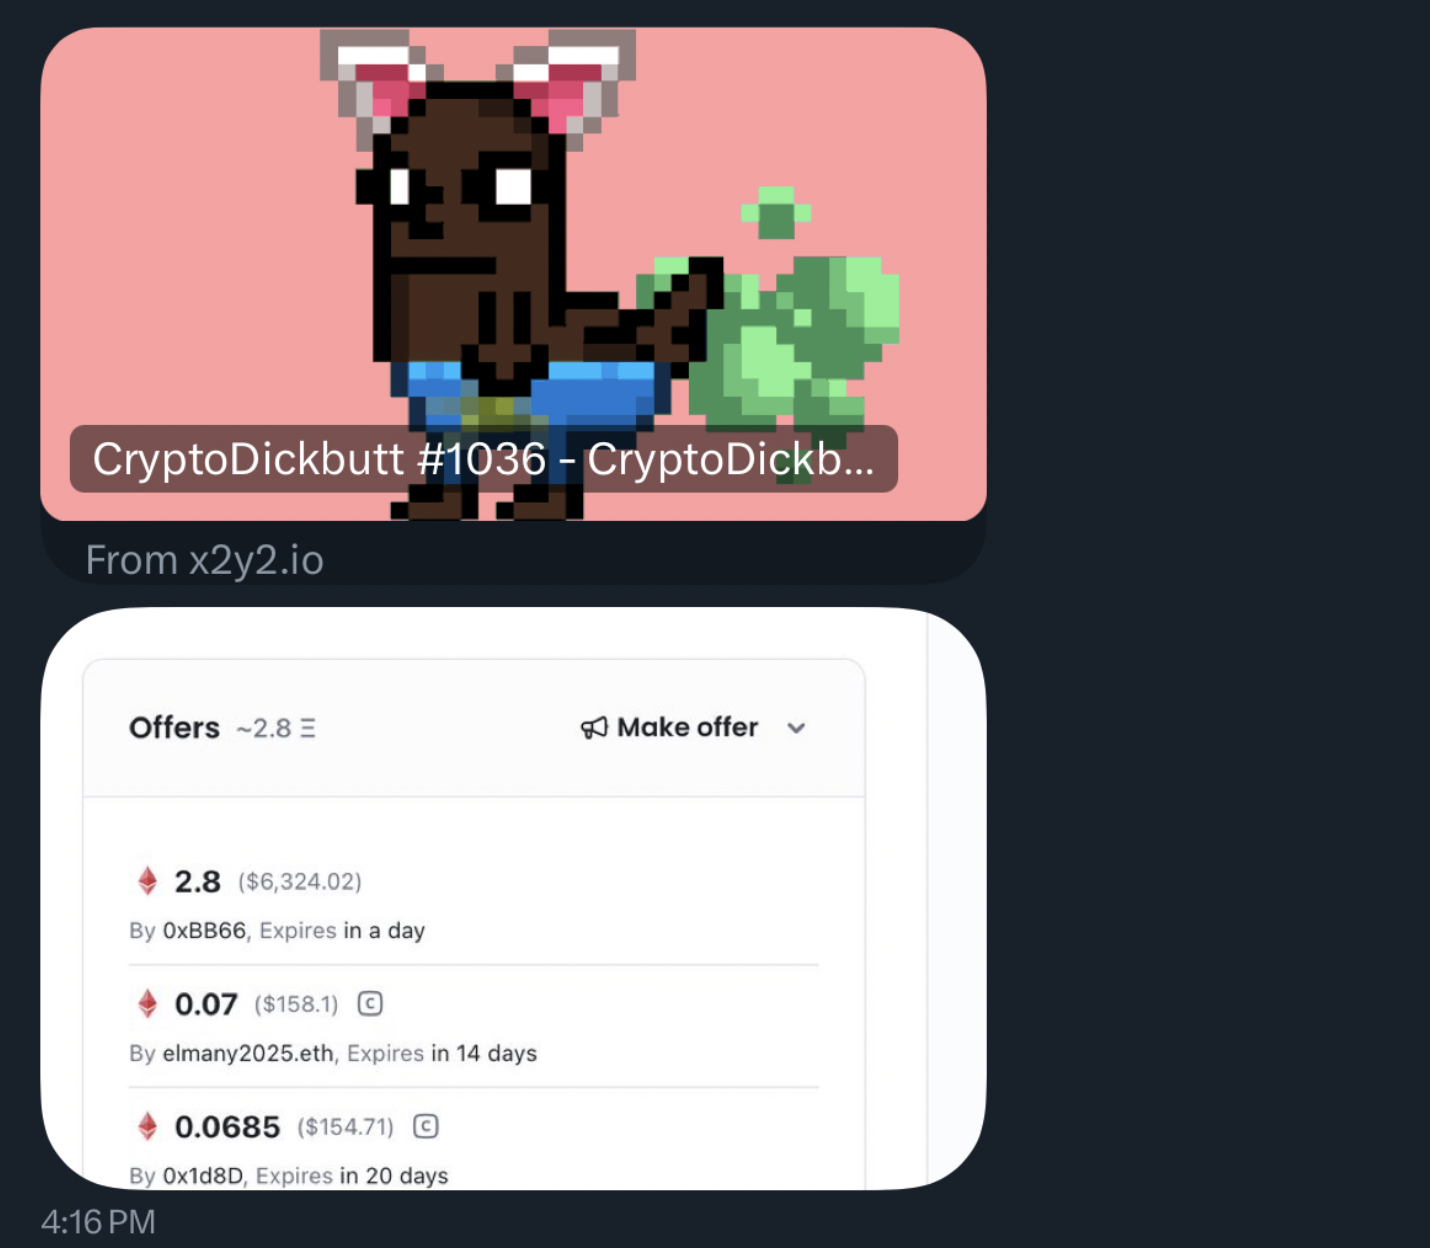 CryptoDickbutt #1036 - CryptoDickb...
From x2y2.io
Offers ~2.8 Ξ Make offer
2.8 ($6,324.02)
By 0xBB66, Expires in a day
0.07 ($158.1) C
By elmany2025.eth, Expires in 14 days
0.0685 ($154.71) C
By 0x1d8D, Expires in 20 days
4:16 PM